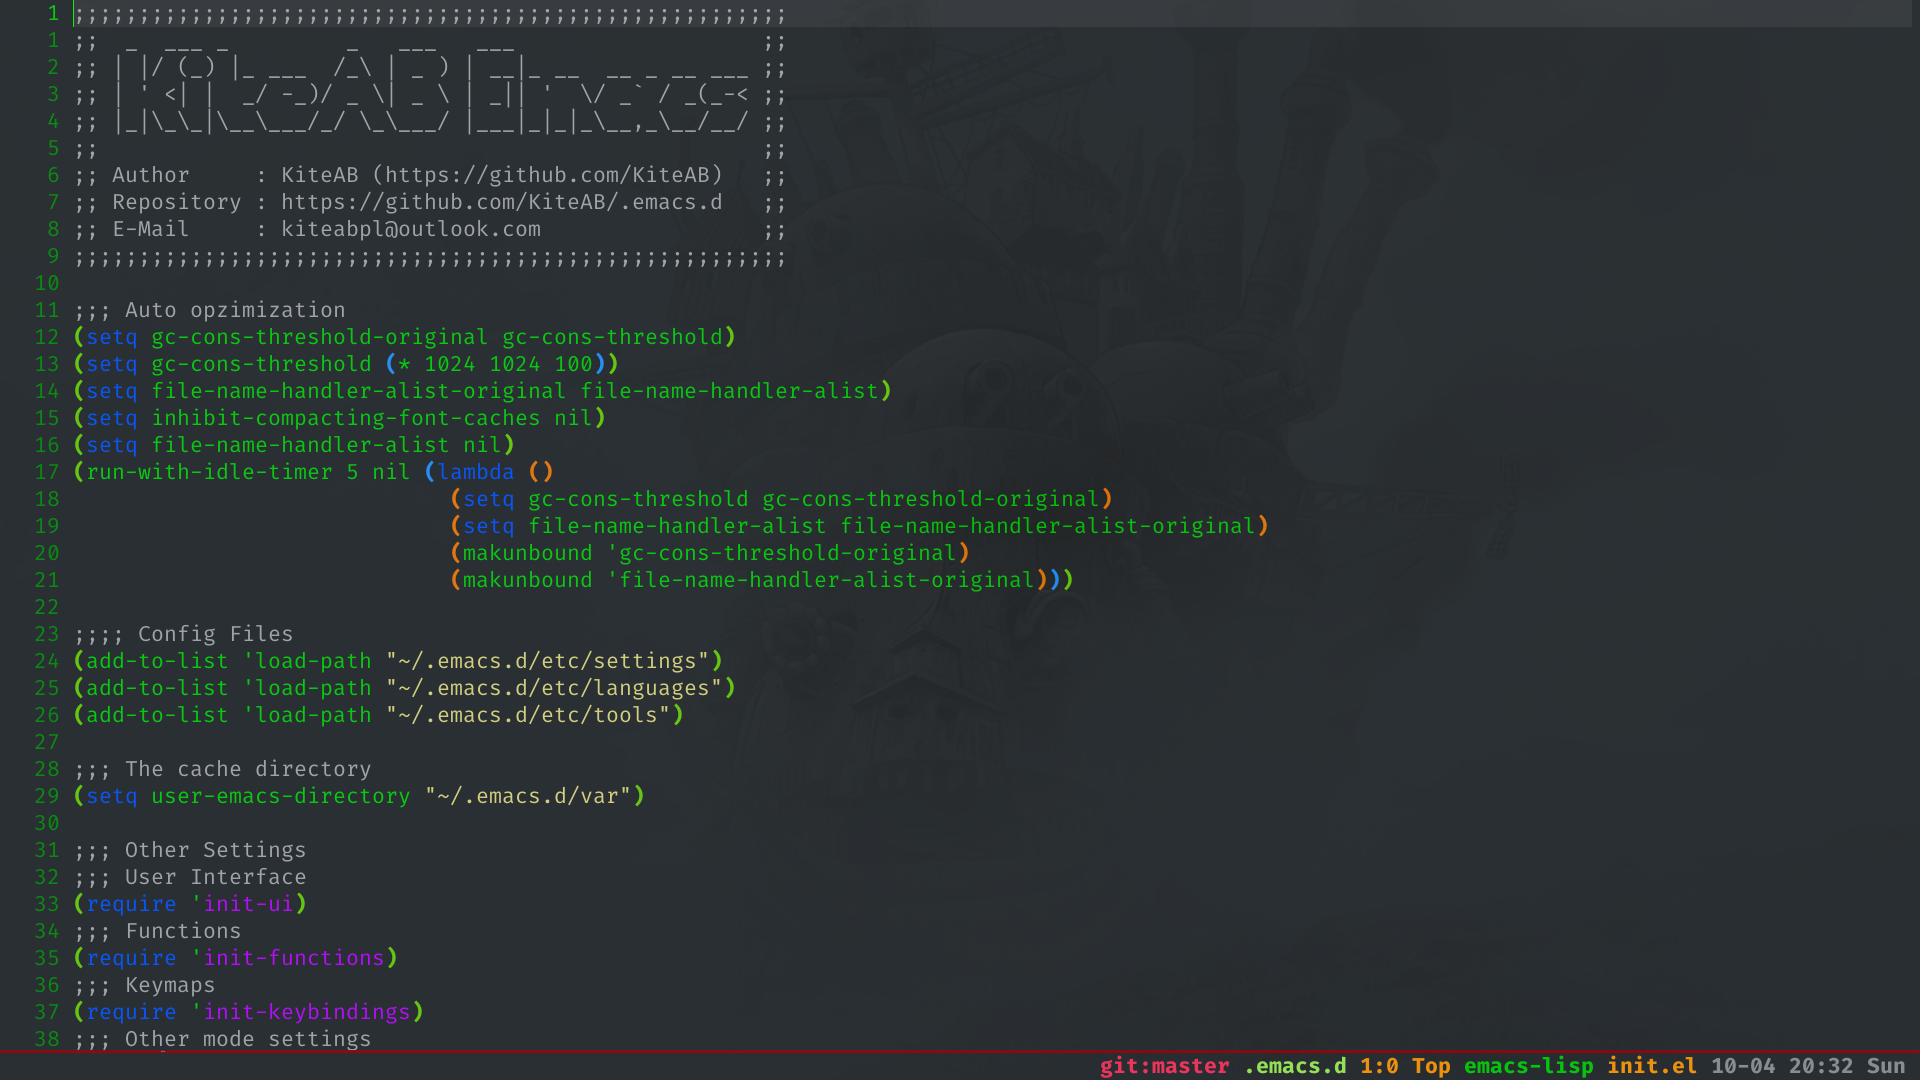 1 ;;;;;;;;;;;;;;;;;;;;;;;;;;;;;;;;;;;;;;;;;;;;;;;;;;;;;;;
1 ;;  _  ___ _         _   ___   ___                   ;;
2 ;; | |/ (_) |_ ___  /_\ | _ ) | __|_ __  __ _ __ ___ ;;
3 ;; | ' <| |  _/ -_)/ _ \| _ \ | _|| '  \/ _` / _(_-< ;;
4 ;; |_|\_\_|\__\___/_/ \_\___/ |___|_|_|_\__,_\__/__/ ;;
5 ;;                                                   ;;
6 ;; Author     : KiteAB (https://github.com/KiteAB)   ;;
7 ;; Repository : https://github.com/KiteAB/.emacs.d   ;;
8 ;; E-Mail     : kiteabpl@outlook.com                 ;;
9 ;;;;;;;;;;;;;;;;;;;;;;;;;;;;;;;;;;;;;;;;;;;;;;;;;;;;;;;
10
11 ;;; Auto opzimization
12 (setq gc-cons-threshold-original gc-cons-threshold)
13 (setq gc-cons-threshold (* 1024 1024 100))
14 (setq file-name-handler-alist-original file-name-handler-alist)
15 (setq inhibit-compacting-font-caches nil)
16 (setq file-name-handler-alist nil)
17 (run-with-idle-timer 5 nil (lambda ()
18                              (setq gc-cons-threshold gc-cons-threshold-original)
19                              (setq file-name-handler-alist file-name-handler-alist-original)
20                              (makunbound 'gc-cons-threshold-original)
21                              (makunbound 'file-name-handler-alist-original)))
22
23 ;;;; Config Files
24 (add-to-list 'load-path "~/.emacs.d/etc/settings")
25 (add-to-list 'load-path "~/.emacs.d/etc/languages")
26 (add-to-list 'load-path "~/.emacs.d/etc/tools")
27
28 ;;; The cache directory
29 (setq user-emacs-directory "~/.emacs.d/var")
30
31 ;;; Other Settings
32 ;;; User Interface
33 (require 'init-ui)
34 ;;; Functions
35 (require 'init-functions)
36 ;;; Keymaps
37 (require 'init-keybindings)
38 ;;; Other mode settings
git:master .emacs.d 1:0 Top emacs-lisp init.el 10-04 20:32 Sun